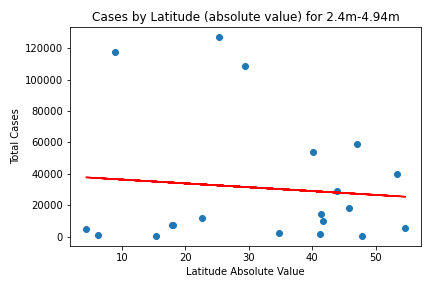 Cases by Latitude (absolute value) for 2.4m-4.94m
Total Cases
120000
100000
80000
60000
40000
20000
0
10 20 30 40 50
Latitude Absolute Value